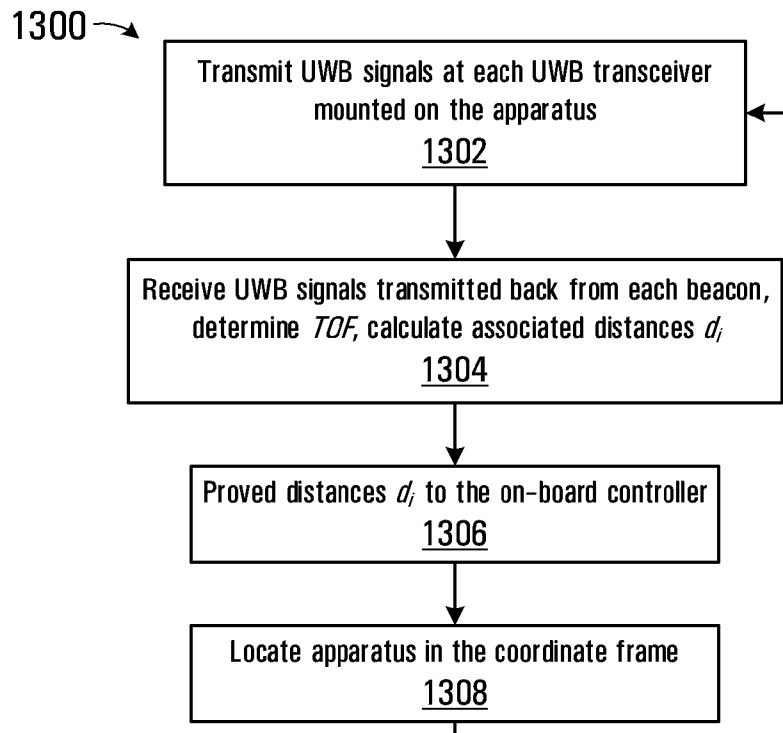 1300
Transmit UWB signals at each UWB transceiver
mounted on the apparatus
1302
Receive UWB signals transmitted back from each beacon,
determine TOF, calculate associated distances di
1304
Proved distances di to the on-board controller
1306
Locate apparatus in the coordinate frame
1308